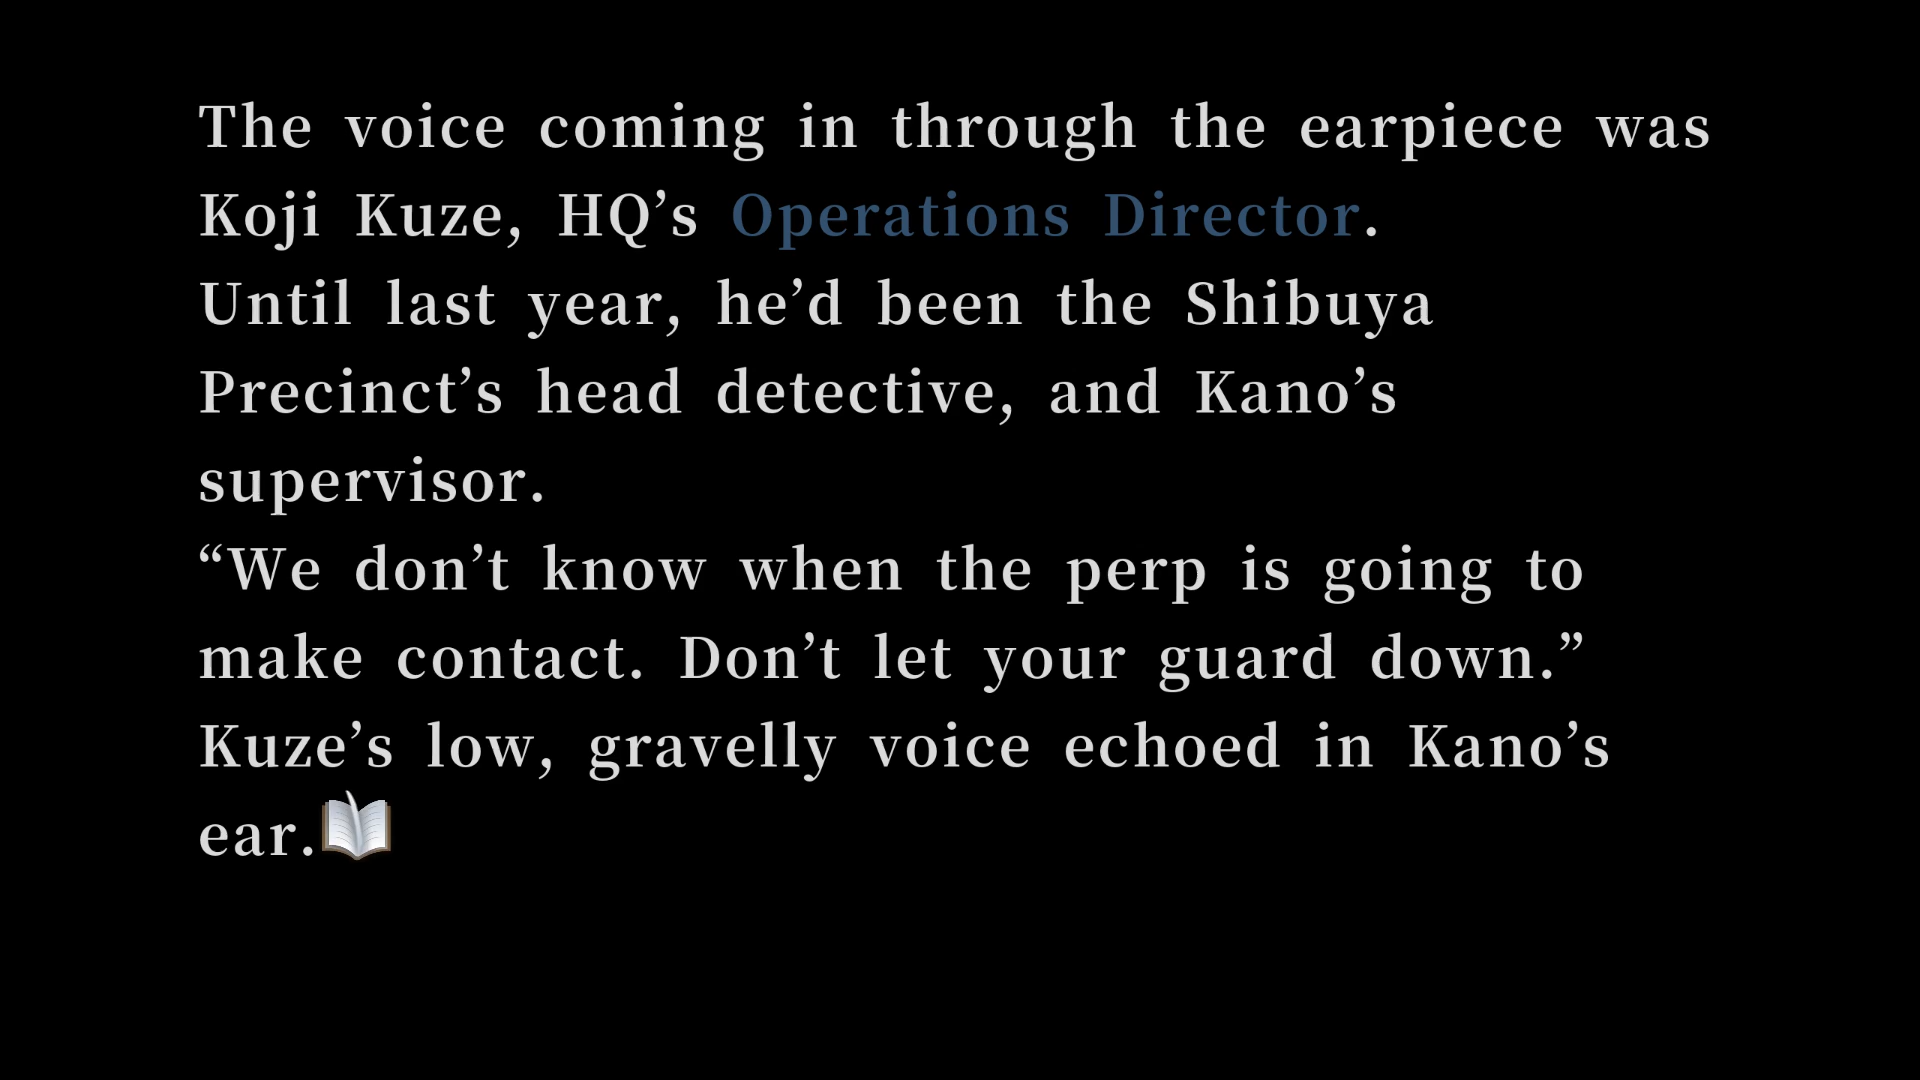 The voice coming in through the earpiece was
Koji Kuze, HQ’s Operations Director.
Until last year, he’d been the Shibuya
Precinct’s head detective, and Kano’s
supervisor.
“We don’t know when the perp is going to
make contact. Don’t let your guard down.”
Kuze’s low, gravelly voice echoed in Kano’s
ear.